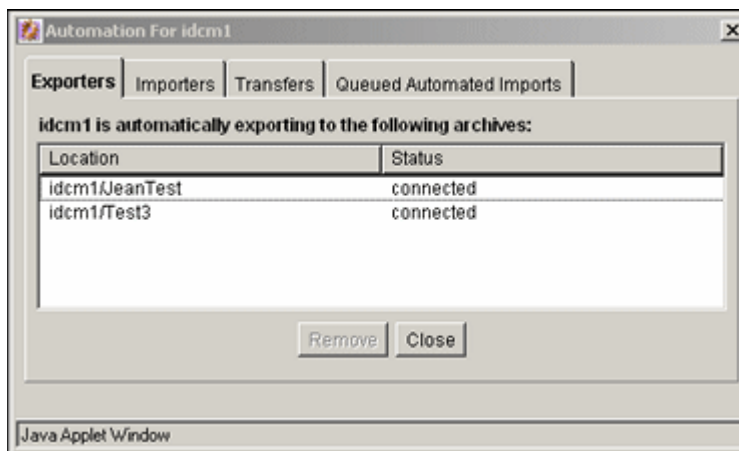 Automation For idcm1
Exporters Importers Transfers Queued Automated Imports
idcm1 is automatically exporting to the following archives:
Location Status
idcm1/JeanTest connected
idcm1/Test3 connected
Remove Close
Java Applet Window